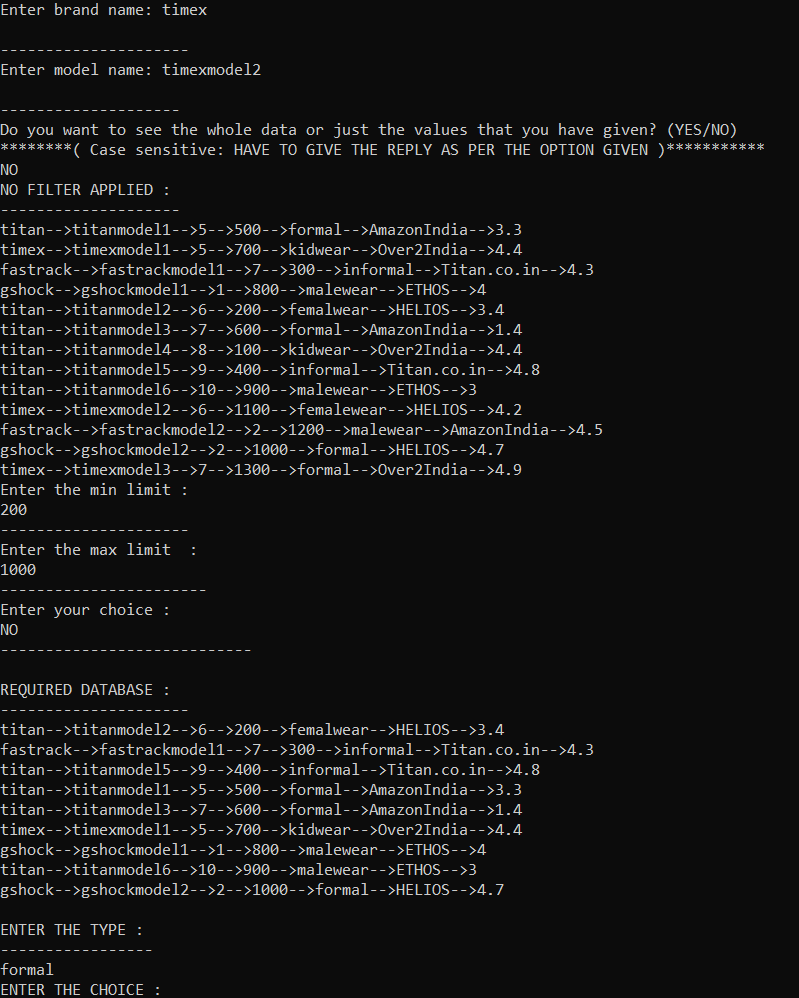 Enter brand name: timex
---------------------
Enter model name: timexmodel2
--------------------
Do you want to see the whole data or just the values that you have given? (YES/NO)
********( Case sensitive: HAVE TO GIVE THE REPLY AS PER THE OPTION GIVEN )***********
NO
NO FILTER APPLIED :
--------------------
titan-->titanmodel1-->5-->500-->formal-->AmazonIndia-->3.3
timex-->timexmodel1-->5-->700-->kidwear-->Over2India-->4.4
fastrack-->fastrackmodel1-->7-->300-->informal-->Titan.co.in-->4.3
gshock-->gshockmodel1-->1-->800-->malewear-->ETHOS-->4
titan-->titanmodel2-->6-->200-->femalwear-->HELIOS-->3.4
titan-->titanmodel3-->7-->600-->formal-->AmazonIndia-->1.4
titan-->titanmodel4-->8-->100-->kidwear-->Over2India-->4.4
titan-->titanmodel5-->9-->400-->informal-->Titan.co.in-->4.8
titan-->titanmodel6-->10-->900-->malewear-->ETHOS-->3
timex-->timexmodel2-->6-->1100-->femalewear-->HELIOS-->4.2
fastrack-->fastrackmodel2-->2-->1200-->malewear-->AmazonIndia-->4.5
gshock-->gshockmodel2-->2-->1000-->formal-->HELIOS-->4.7
timex-->timexmodel3-->7-->1300-->formal-->Over2India-->4.9
Enter the min limit :
200
---------------------
Enter the max limit  :
1000
-----------------------
Enter your choice :
NO
----------------------------
REQUIRED DATABASE :
---------------------
titan-->titanmodel2-->6-->200-->femalwear-->HELIOS-->3.4
fastrack-->fastrackmodel1-->7-->300-->informal-->Titan.co.in-->4.3
titan-->titanmodel5-->9-->400-->informal-->Titan.co.in-->4.8
titan-->titanmodel1-->5-->500-->formal-->AmazonIndia-->3.3
titan-->titanmodel3-->7-->600-->formal-->AmazonIndia-->1.4
timex-->timexmodel1-->5-->700-->kidwear-->Over2India-->4.4
gshock-->gshockmodel1-->1-->800-->malewear-->ETHOS-->4
titan-->titanmodel6-->10-->900-->malewear-->ETHOS-->3
gshock-->gshockmodel2-->2-->1000-->formal-->HELIOS-->4.7
ENTER THE TYPE :
-----------------
formal
ENTER THE CHOICE :